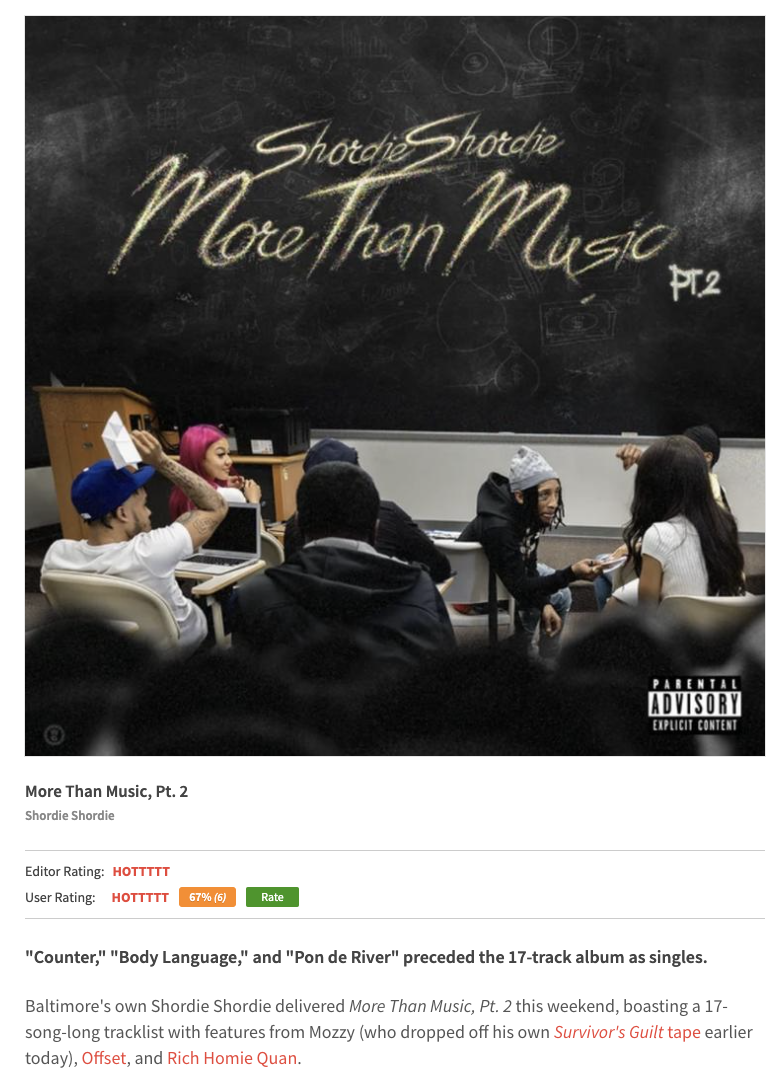 Shordie Shordie
More Than Music
PT.2
PARENTAL
ADVISORY
EXPLICIT CONTENT
More Than Music, Pt. 2
Shordie Shordie
Editor Rating: HOTTTTT
User Rating: HOTTTTT 67% (6) Rate
"Counter," "Body Language," and "Pon de River" preceded the 17-track album as singles.
Baltimore's own Shordie Shordie delivered More Than Music, Pt. 2 this weekend, boasting a 17-
song-long tracklist with features from Mozzy (who dropped off his own Survivor's Guilt tape earlier
today), Offset, and Rich Homie Quan.